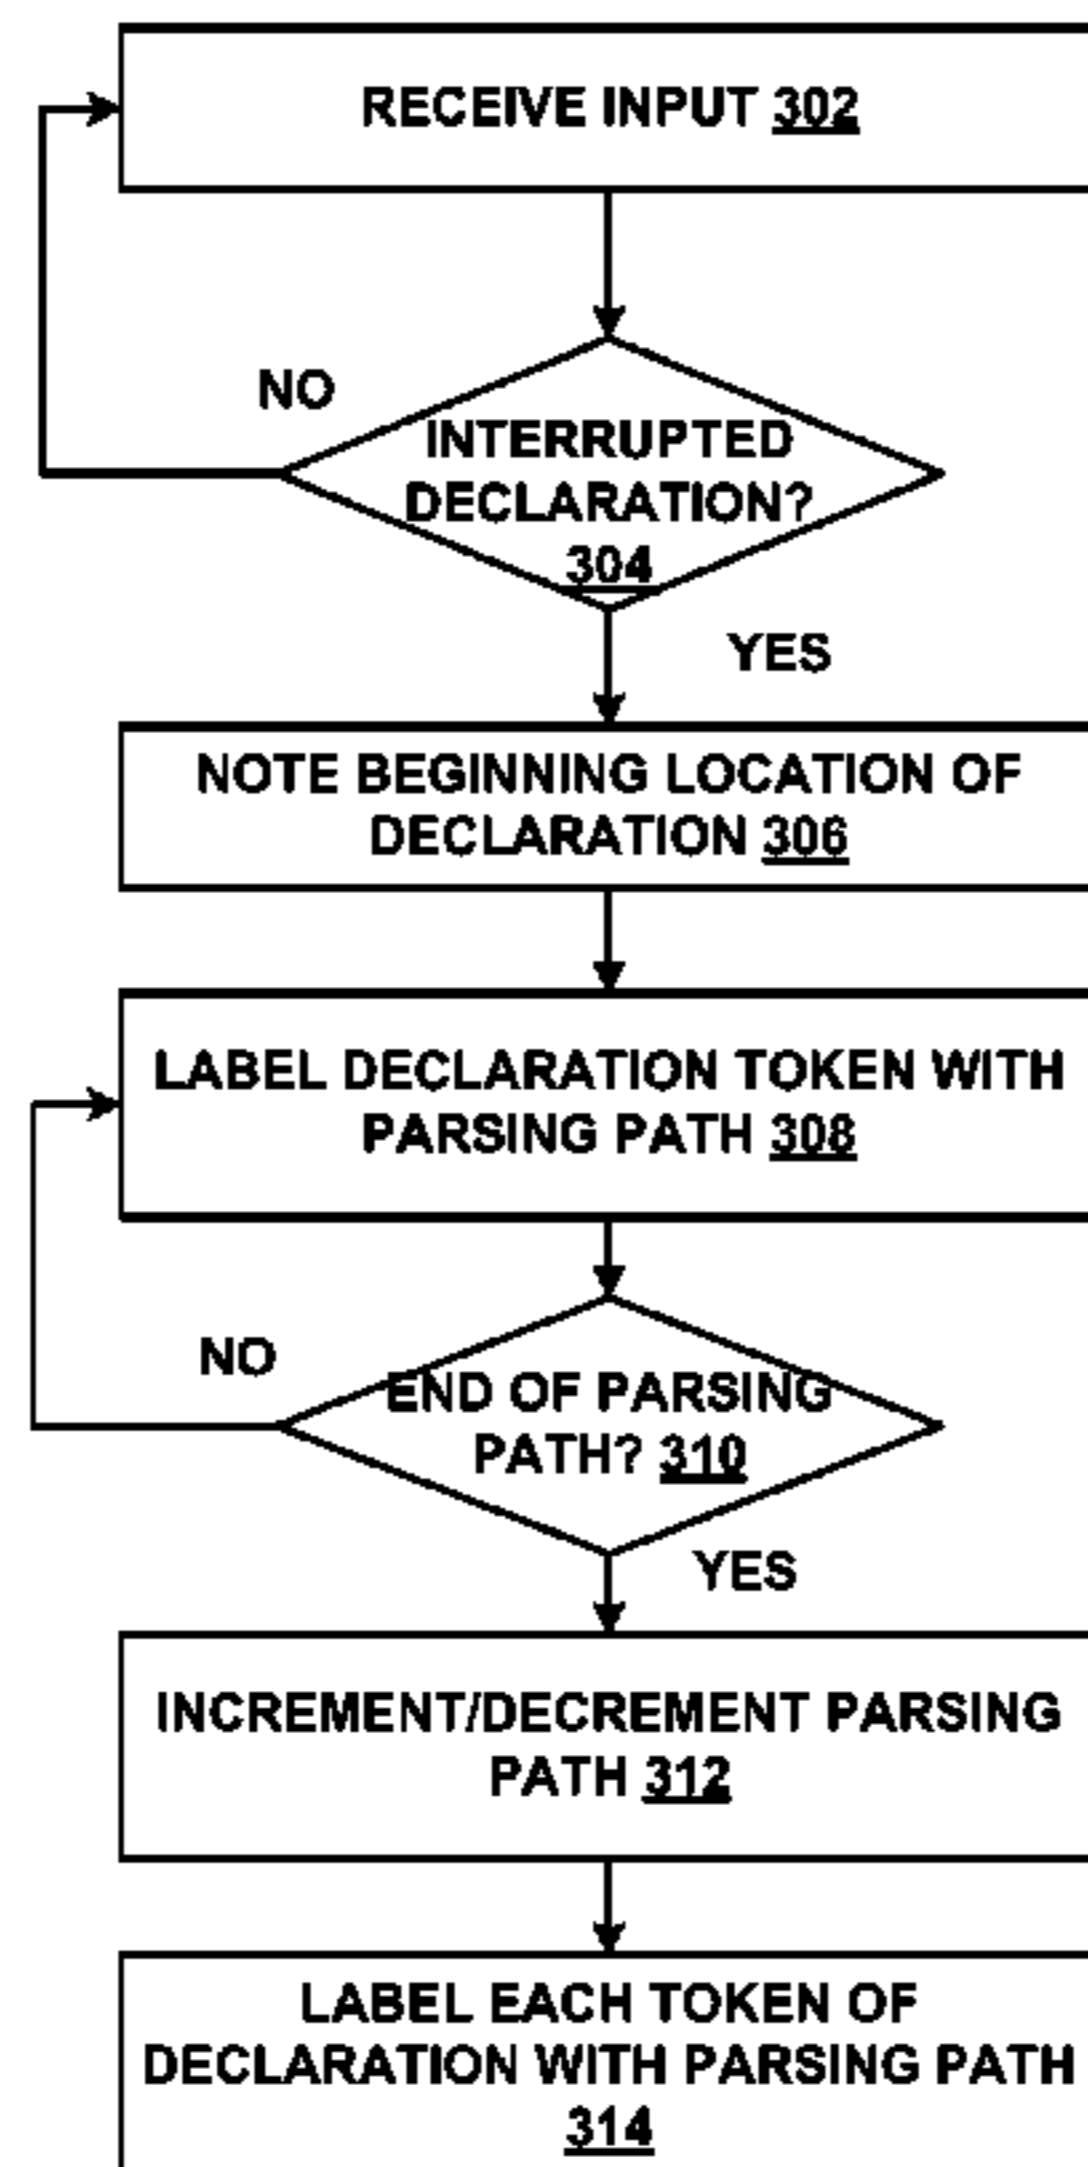 RECEIVE INPUT 302
NO
INTERRUPTED
DECLARATION?
304
YES
NOTE BEGINNING LOCATION OF
DECLARATION 306
LABEL DECLARATION TOKEN WITH
PARSING PATH 308
NO
END OF PARSING
PATH? 310
YES
INCREMENT/DECREMENT PARSING
PATH 312
LABEL EACH TOKEN OF
DECLARATION WITH PARSING PATH
314